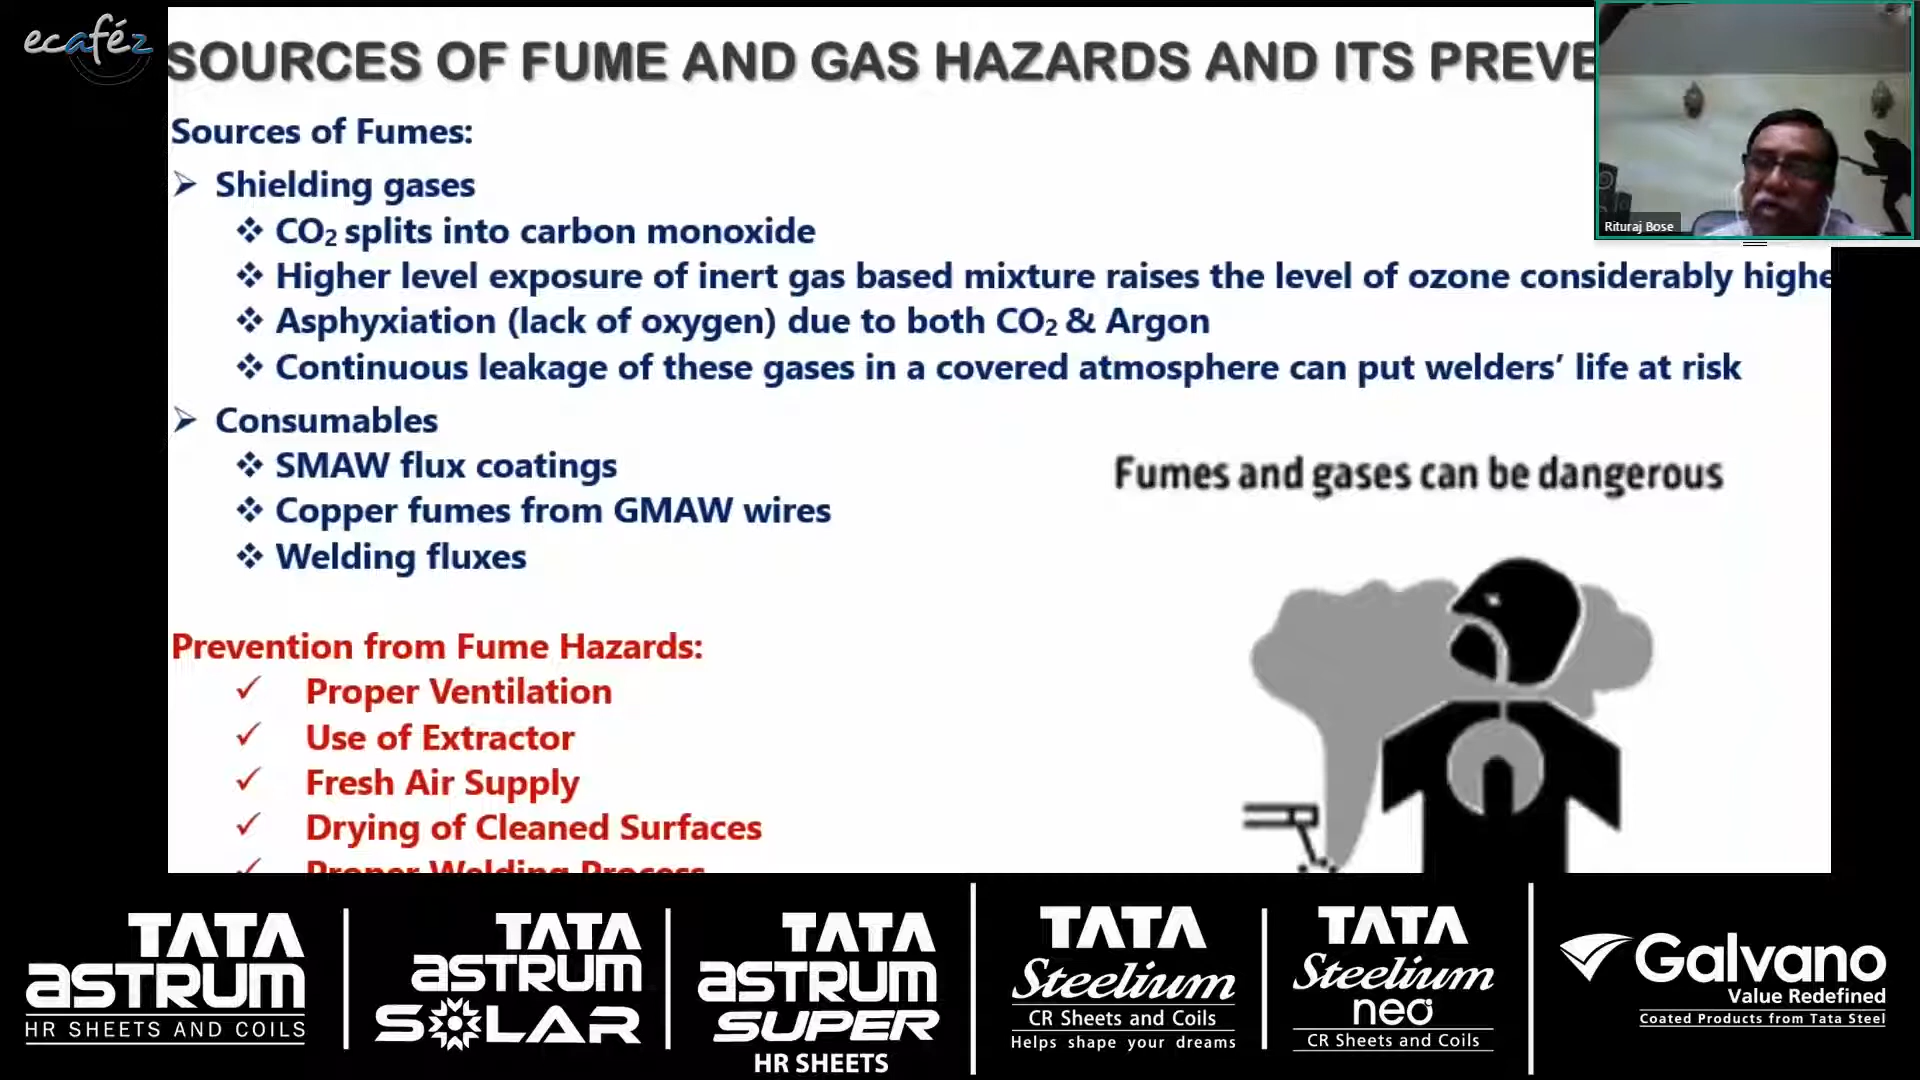 ecaféz
SOURCES OF FUME AND GAS HAZARDS AND ITS PREVE
Rituraj Bose
Sources of Fumes:
➢ Shielding gases
❖ CO₂ splits into carbon monoxide
❖ Higher level exposure of inert gas based mixture raises the level of ozone considerably highe
❖ Asphyxiation (lack of oxygen) due to both CO₂ & Argon
❖ Continuous leakage of these gases in a covered atmosphere can put welders’ life at risk
➢ Consumables
❖ SMAW flux coatings
❖ Copper fumes from GMAW wires
❖ Welding fluxes
Fumes and gases can be dangerous
Prevention from Fume Hazards:
✓ Proper Ventilation
✓ Use of Extractor
✓ Fresh Air Supply
✓ Drying of Cleaned Surfaces
✓ Proper Welding Process
TATA
ASTRUM
HR SHEETS AND COILS
TATA
ASTRUM
SOLAR
TATA
ASTRUM
SUPER
HR SHEETS
TATA
Steelium
CR Sheets and Coils
Helps shape your dreams
TATA
Steelium
neo
CR Sheets and Coils
Galvano
Value Redefined
Coated Products from Tata Steel